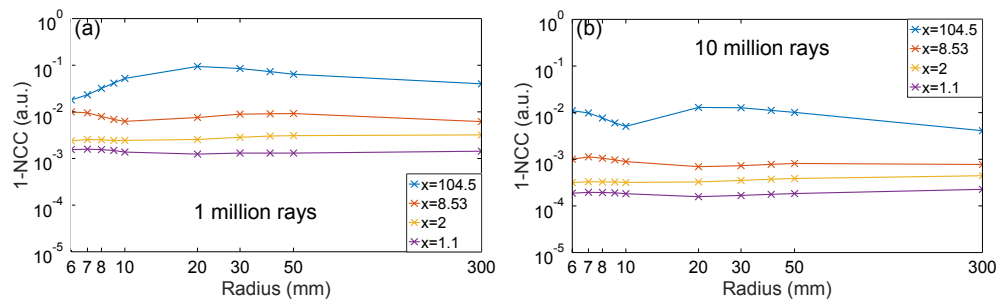 (a)
1-NCC (a.u.)
10^0
10^-1
10^-2
10^-3
10^-4
10^-5
6 7 8 10 20 30 50 300
Radius (mm)
1 million rays
x=104.5
x=8.53
x=2
x=1.1
(b)
1-NCC (a.u.)
10^0
10^-1
10^-2
10^-3
10^-4
10^-5
6 7 8 10 20 30 50 300
Radius (mm)
10 million rays
x=104.5
x=8.53
x=2
x=1.1